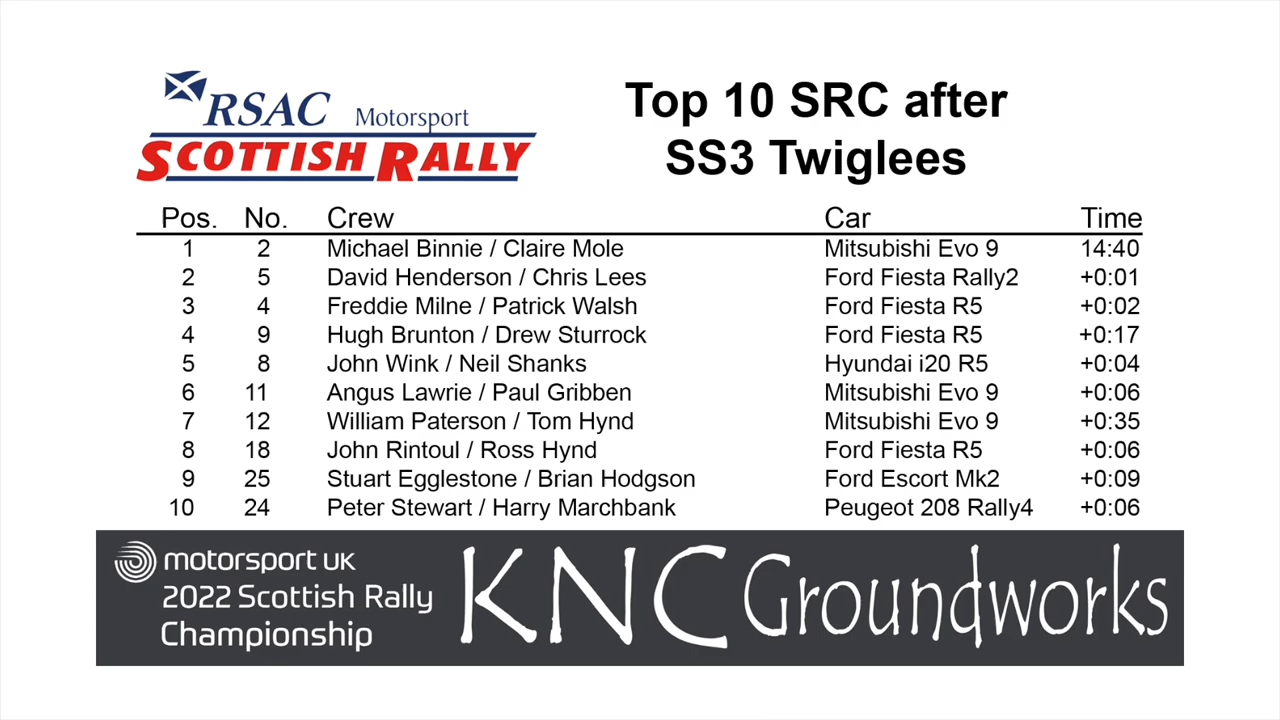 RSAC Motorsport
SCOTTISH RALLY
Top 10 SRC after
SS3 Twiglees
Pos. No. Crew Car Time
1 2 Michael Binnie / Claire Mole Mitsubishi Evo 9 14:40
2 5 David Henderson / Chris Lees Ford Fiesta Rally2 +0:01
3 4 Freddie Milne / Patrick Walsh Ford Fiesta R5 +0:02
4 9 Hugh Brunton / Drew Sturrock Ford Fiesta R5 +0:17
5 8 John Wink / Neil Shanks Hyundai i20 R5 +0:04
6 11 Angus Lawrie / Paul Gribben Mitsubishi Evo 9 +0:06
7 12 William Paterson / Tom Hynd Mitsubishi Evo 9 +0:35
8 18 John Rintoul / Ross Hynd Ford Fiesta R5 +0:06
9 25 Stuart Egglestone / Brian Hodgson Ford Escort Mk2 +0:09
10 24 Peter Stewart / Harry Marchbank Peugeot 208 Rally4 +0:06
motorsport UK
2022 Scottish Rally
Championship
KNC Groundworks